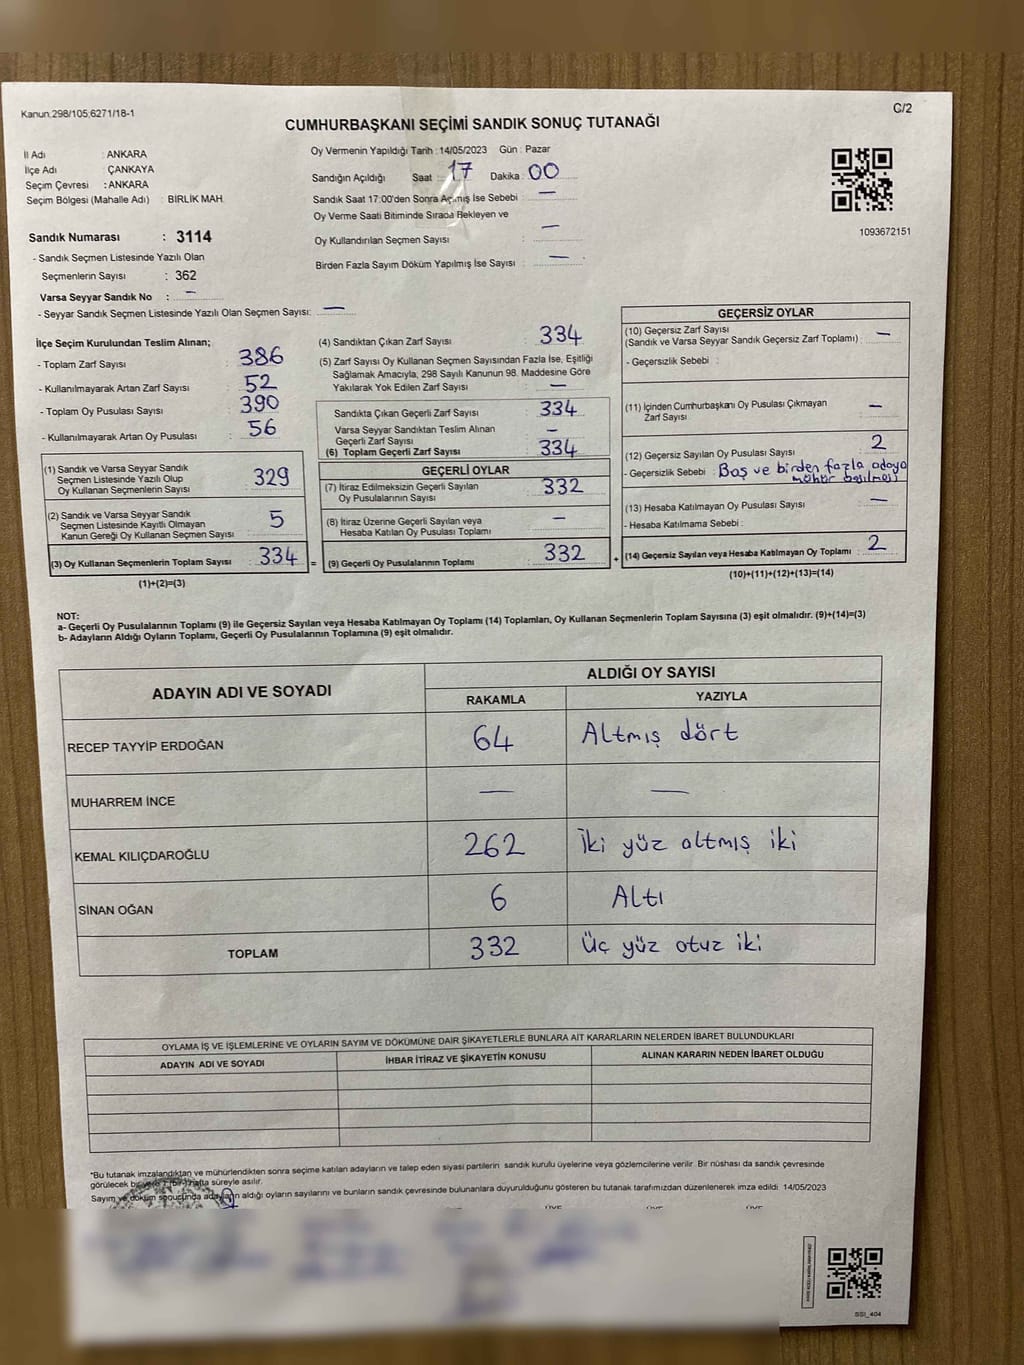 Kanun.298/105;6271/18-1
C/2
CUMHURBAŞKANI SEÇİMİ SANDIK SONUÇ TUTANAĞI
İl Adı : ANKARA
İlçe Adı : ÇANKAYA
Seçim Çevresi : ANKARA
Seçim Bölgesi (Mahalle Adı) : BİRLİK MAH.
Sandık Numarası : 3114
- Sandık Seçmen Listesinde Yazılı Olan
Seçmenlerin Sayısı : 362
Varsa Seyyar Sandık No : –
- Seyyar Sandık Seçmen Listesinde Yazılı Olan Seçmen Sayısı: –
Oy Vermenin Yapıldığı Tarih : 14/05/2023 Gün : Pazar
Sandığın Açıldığı Saat : 17 Dakika : 00
Sandık Saat 17:00'den Sonra Açılmış İse Sebebi : –
Oy Verme Saati Bitiminde Sırada Bekleyen ve
Oy Kullandırılan Seçmen Sayısı : –
Birden Fazla Sayım Döküm Yapılmış İse Sayısı : –
1093672151
İlçe Seçim Kurulundan Teslim Alınan;
- Toplam Zarf Sayısı : 386
- Kullanılmayarak Artan Zarf Sayısı : 52
- Toplam Oy Pusulası Sayısı : 390
- Kullanılmayarak Artan Oy Pusulası : 56
(1) Sandık ve Varsa Seyyar Sandık
Seçmen Listesinde Yazılı Olup
Oy Kullanan Seçmenlerin Sayısı : 329
(2) Sandık ve Varsa Seyyar Sandık
Seçmen Listesinde Kayıtlı Olmayan
Kanun Gereği Oy Kullanan Seçmen Sayısı : 5
(3) Oy Kullanan Seçmenlerin Toplam Sayısı : 334 =
(1)+(2)=(3)
(4) Sandıktan Çıkan Zarf Sayısı : 334
(5) Zarf Sayısı Oy Kullanan Seçmen Sayısından Fazla İse, Eşitliği
Sağlamak Amacıyla, 298 Sayılı Kanunun 98. Maddesine Göre
Yakılarak Yok Edilen Zarf Sayısı : –
Sandıkta Çıkan Geçerli Zarf Sayısı : 334
Varsa Seyyar Sandıktan Teslim Alınan
Geçerli Zarf Sayısı : –
(6) Toplam Geçerli Zarf Sayısı : 334
GEÇERLİ OYLAR
(7) İtiraz Edilmeksizin Geçerli Sayılan
Oy Pusulalarının Sayısı : 332
(8) İtiraz Üzerine Geçerli Sayılan veya
Hesaba Katılan Oy Pusulası Toplamı : –
(9) Geçerli Oy Pusulalarının Toplamı : 332 +
GEÇERSİZ OYLAR
(10) Geçersiz Zarf Sayısı
(Sandık ve Varsa Seyyar Sandık Geçersiz Zarf Toplamı) : –
- Geçersizlik Sebebi :
(11) İçinden Cumhurbaşkanı Oy Pusulası Çıkmayan
Zarf Sayısı : –
(12) Geçersiz Sayılan Oy Pusulası Sayısı : 2
- Geçersizlik Sebebi : Boş ve birden fazla adaya
mühür basılması
(13) Hesaba Katılmayan Oy Pusulası Sayısı : –
- Hesaba Katılmama Sebebi :
(14) Geçersiz Sayılan veya Hesaba Katılmayan Oy Toplamı : 2
(10)+(11)+(12)+(13)=(14)
NOT:
a- Geçerli Oy Pusulalarının Toplamı (9) ile Geçersiz Sayılan veya Hesaba Katılmayan Oy Toplamı (14) Toplamları, Oy Kullanan Seçmenlerin Toplam Sayısına (3) eşit olmalıdır. (9)+(14)=(3)
b- Adayların Aldığı Oyların Toplamı, Geçerli Oy Pusulalarının Toplamına (9) eşit olmalıdır.
ADAYIN ADI VE SOYADI
ALDIĞI OY SAYISI
RAKAMLA YAZIYLA
RECEP TAYYİP ERDOĞAN 64 Altmış dört
MUHARREM İNCE – –
KEMAL KILIÇDAROĞLU 262 İki yüz altmış iki
SİNAN OĞAN 6 Altı
TOPLAM 332 Üç yüz otuz iki
OYLAMA İŞ VE İŞLEMLERİNE VE OYLARIN SAYIM VE DÖKÜMÜNE DAİR ŞİKAYETLERLE BUNLARA AİT KARARLARIN NELERDEN İBARET BULUNDUKLARI
ADAYIN ADI VE SOYADI İHBAR İTİRAZ VE ŞİKAYETİN KONUSU ALINAN KARARIN NEDEN İBARET OLDUĞU
*Bu tutanak imzalandıktan ve mühürlendikten sonra seçime katılan adayların ve talep eden siyasi partilerin sandık kurulu üyelerine veya gözlemcilerine verilir. Bir nüshası da sandık çevresinde
görülecek bir yere 1 (bir) hafta süreyle asılır.
Sayım ve döküm sonucunda adayların aldığı oyların sayılarını ve bunların sandık çevresinde bulunanlara duyurulduğunu gösteren bu tutanak tarafımızdan düzenlenerek imza edildi. 14/05/2023
SSI_404